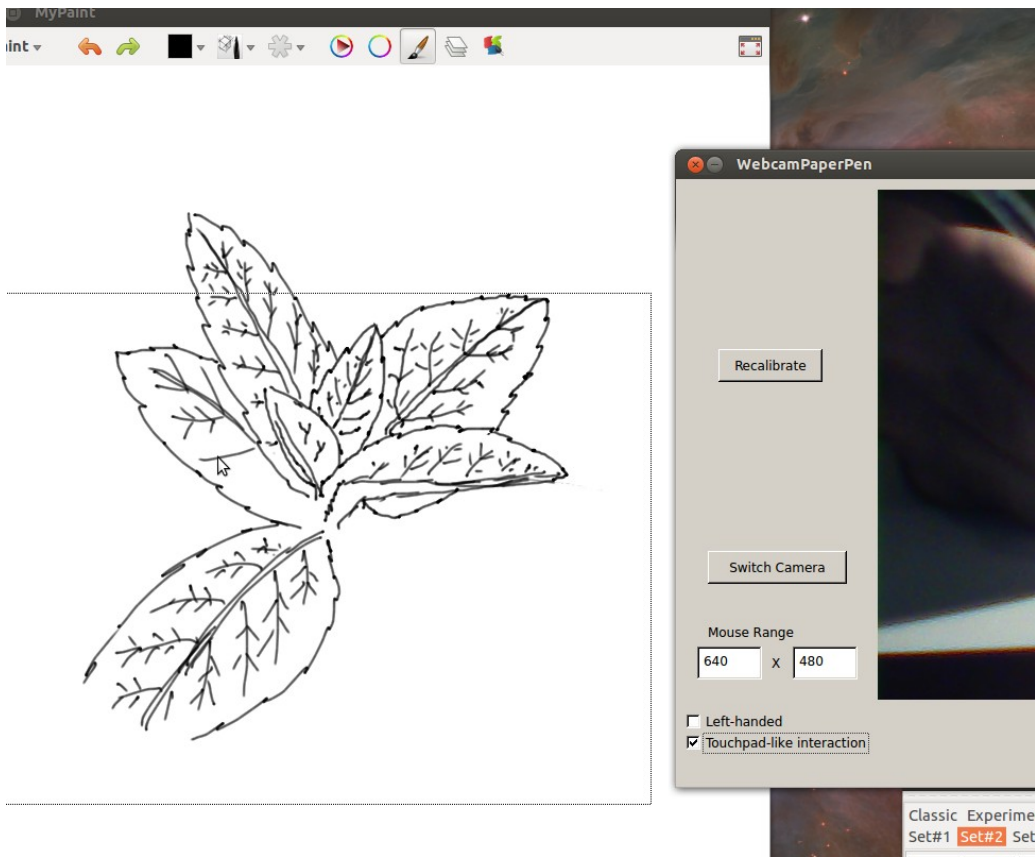 MyPaint
int
WebcamPaperPen
Recalibrate
Switch Camera
Mouse Range
640 x 480
Left-handed
Touchpad-like interaction
Classic Experime
Set#1 Set#2 Set